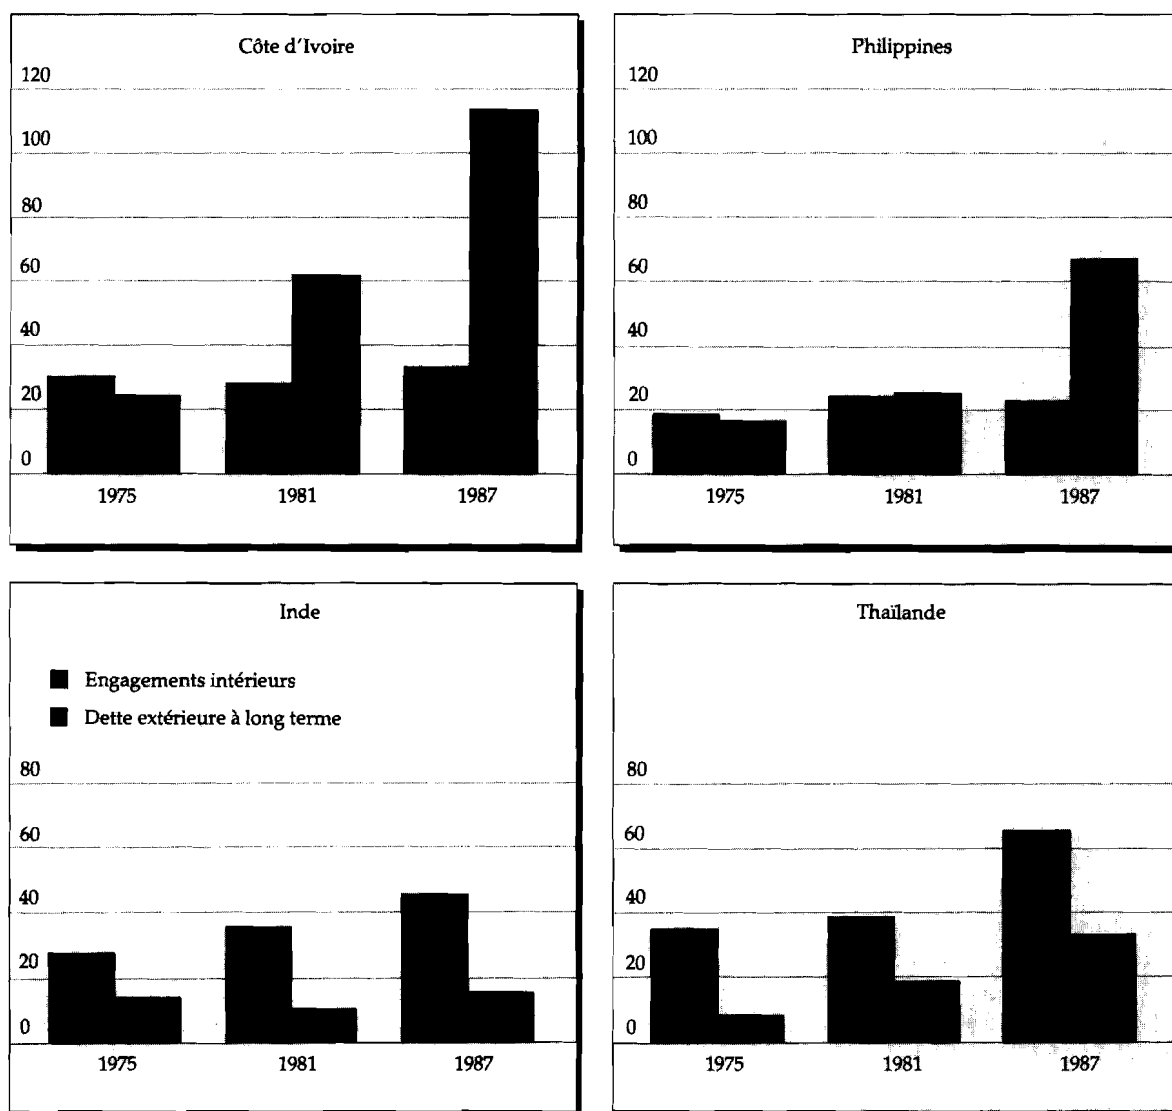 Côte d'Ivoire
120
100
80
60
40
20
0
1975 1981 1987
Philippines
120
100
80
60
40
20
0
1975 1981 1987
Inde
Engagements intérieurs
Dette extérieure à long terme
80
60
40
20
0
1975 1981 1987
Thaïlande
80
60
40
20
0
1975 1981 1987